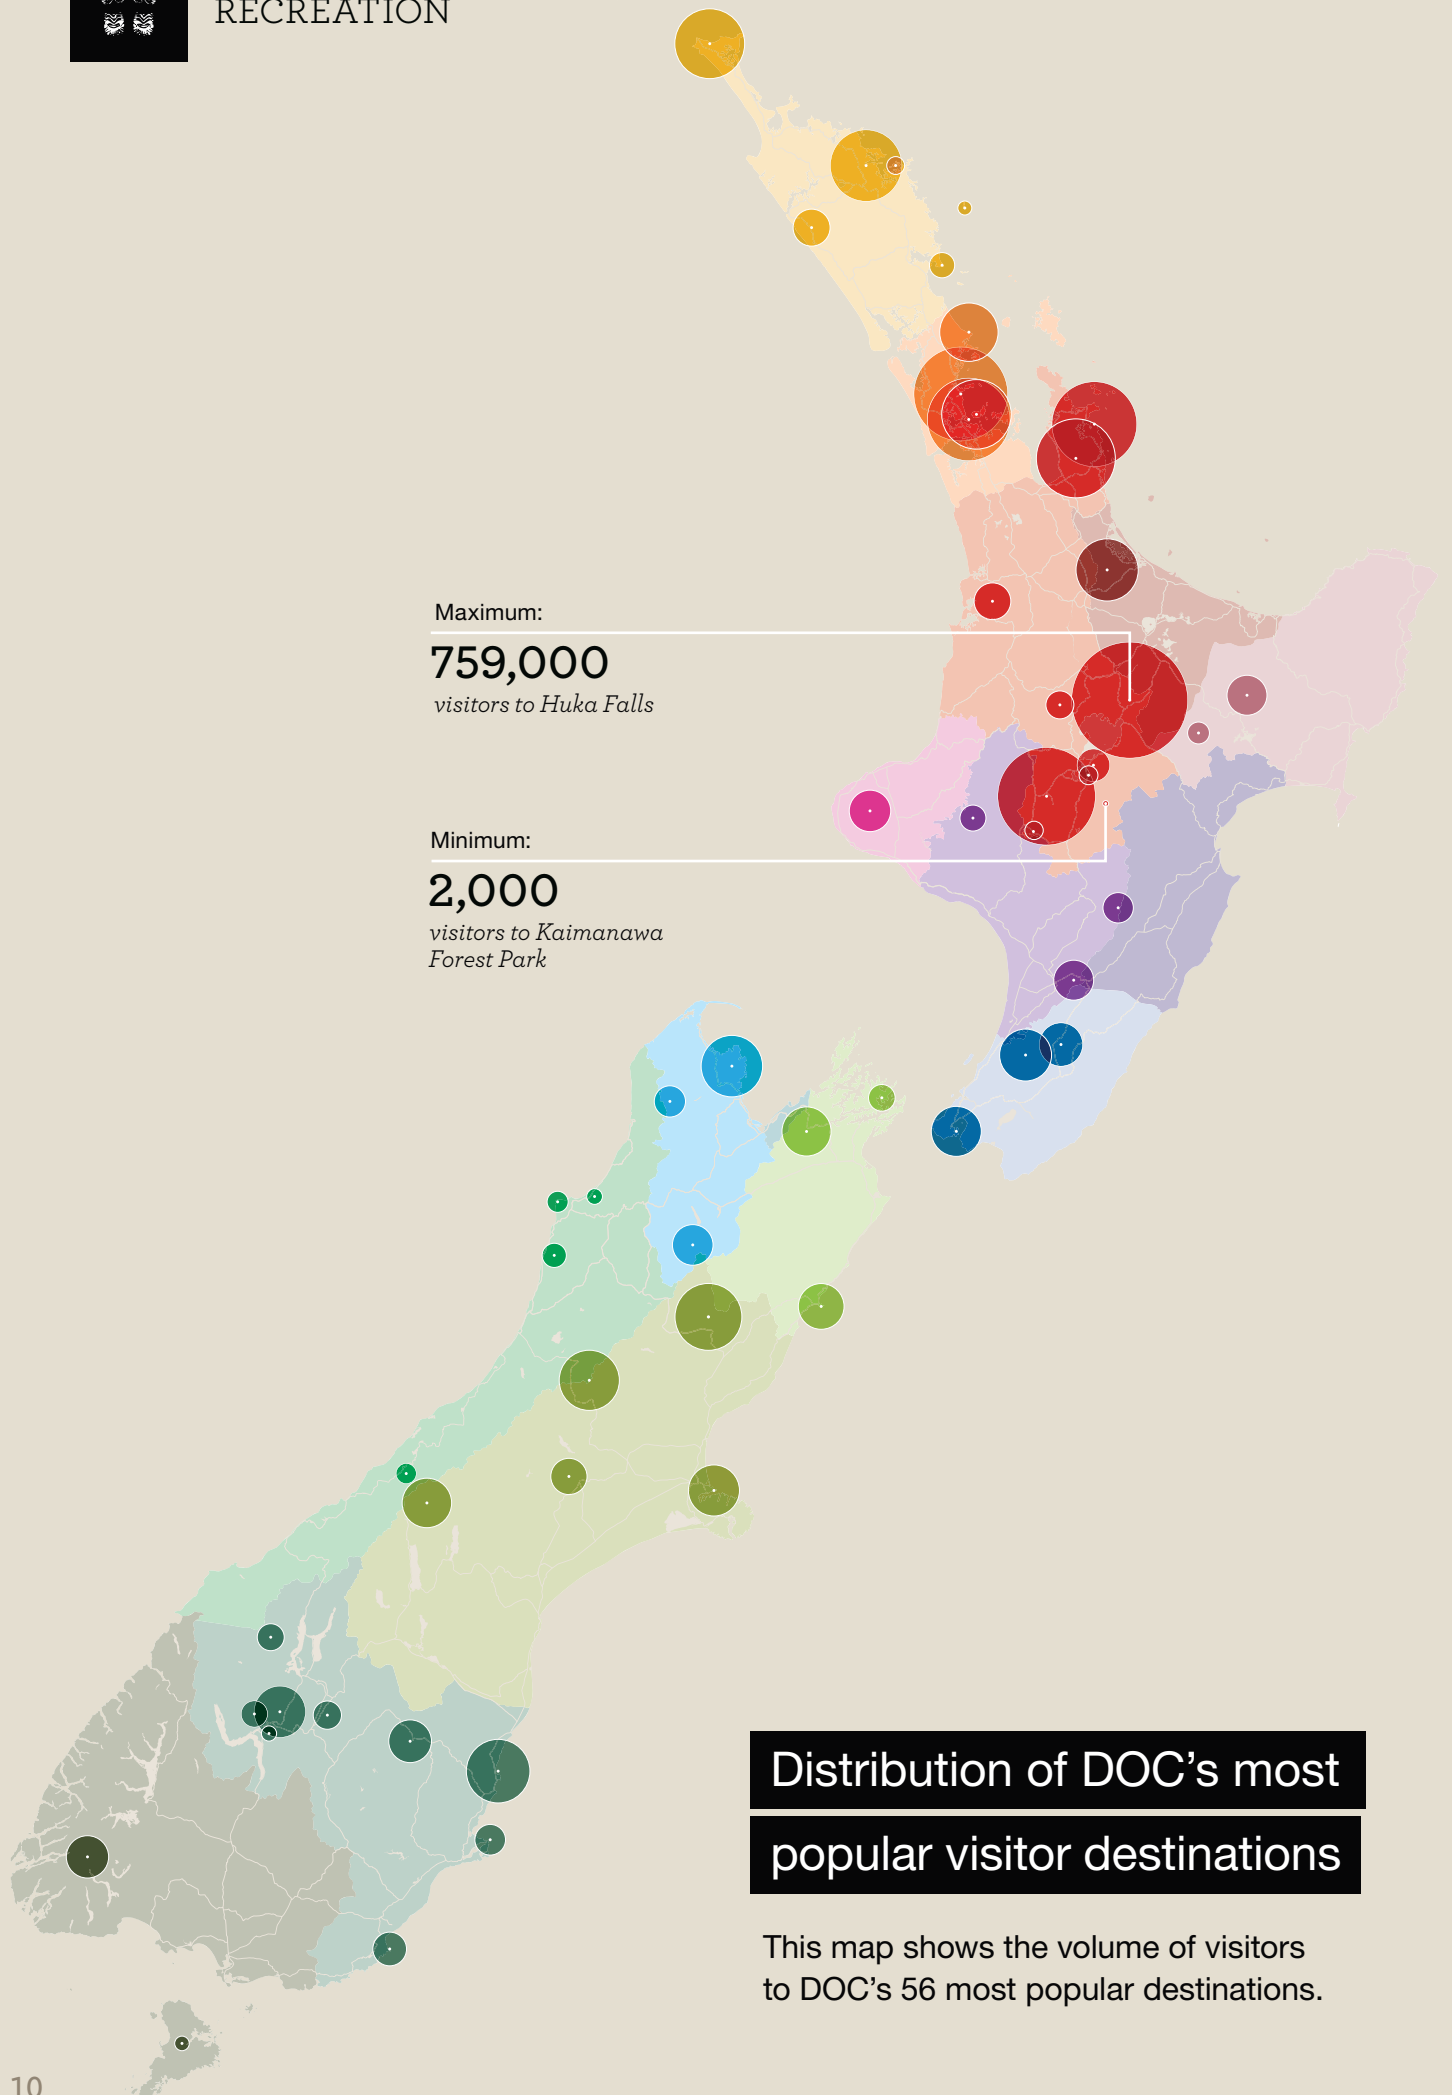 RECREATION
Maximum:
759,000
visitors to Huka Falls
Minimum:
2,000
visitors to Kaimanawa
Forest Park
Distribution of DOC’s most
popular visitor destinations
This map shows the volume of visitors
to DOC’s 56 most popular destinations.
10